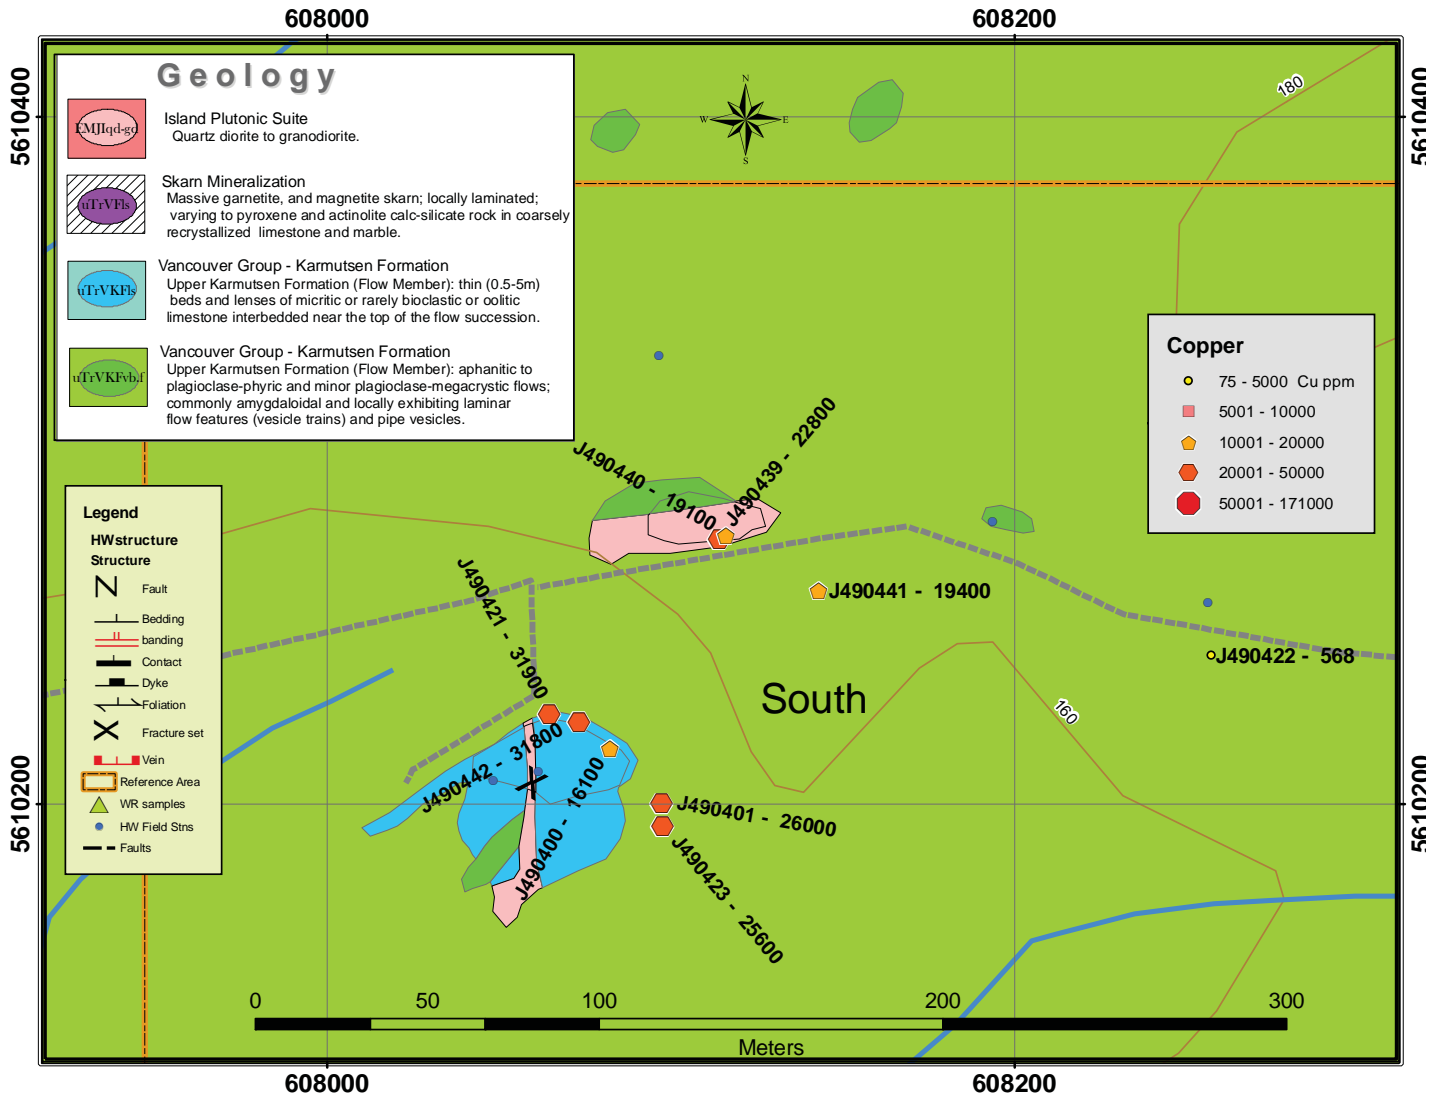 608000
608200
5610400
5610400
Geology
EMJIqd-gd
Island Plutonic Suite
Quartz diorite to granodiorite.
uTrVFls
Skarn Mineralization
Massive garnetite, and magnetite skarn; locally laminated;
varying to pyroxene and actinolite calc-silicate rock in coarsely
recrystallized limestone and marble.
uTrVKFls
Vancouver Group - Karmutsen Formation
Upper Karmutsen Formation (Flow Member): thin (0.5-5m)
beds and lenses of micritic or rarely bioclastic or oolitic
limestone interbedded near the top of the flow succession.
uTrVKFvb,f
Vancouver Group - Karmutsen Formation
Upper Karmutsen Formation (Flow Member): aphanitic to
plagioclase-phyric and minor plagioclase-megacrystic flows;
commonly amygdaloidal and locally exhibiting laminar
flow features (vesicle trains) and pipe vesicles.
N
W
E
S
180
Copper
75 - 5000 Cu ppm
5001 - 10000
10001 - 20000
20001 - 50000
50001 - 171000
J490440 - 19100
J490439 - 22800
J490441 - 19400
J490422 - 568
J490421 - 31900
South
160
J490442 - 31800
J490400 - 16100
J490401 - 26000
J490423 - 25600
Legend
HWstructure
Structure
Fault
Bedding
banding
Contact
Dyke
Foliation
Fracture set
Vein
Reference Area
WR samples
HW Field Stns
Faults
5610200
5610200
0
50
100
200
300
Meters
608000
608200